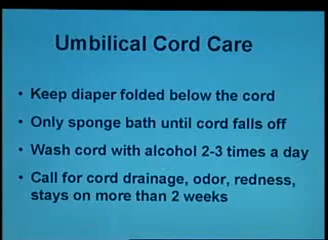 Umbilical Cord Care
• Keep diaper folded below the cord
• Only sponge bath until cord falls off
• Wash cord with alcohol 2-3 times a day
• Call for cord drainage, odor, redness,
stays on more than 2 weeks